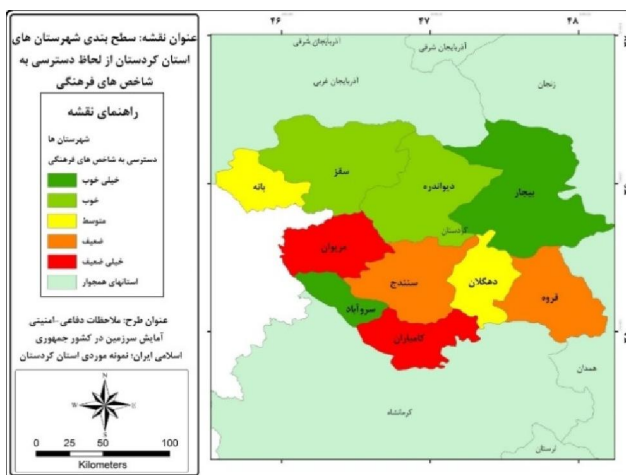 عنوان نقشه: سطح بندی شهرستان های
استان کردستان از لحاظ دسترسی به
شاخص های فرهنگی
راهنمای نقشه
شهرستان ها
دسترسی به شاخص های فرهنگی
خیلی خوب
خوب
متوسط
ضعیف
خیلی ضعیف
استانهای همجوار
عنوان طرح: ملاحظات دفاعی-امنیتی
آمایش سرزمین در کشور جمهوری
اسلامی ایران؛ نمونه موردی استان کردستان
N
W E
S
0 25 50 100
Kilometers
۴۶ ۴۷ ۴۸
آذربایجان شرقی
آذربایجان شرقی
آذربایجان غربی
زنجان
سقز
بانه
دیواندره
بیجار
کردستان
مریوان
سنندج
دهگلان
قروه
سروآباد
کامیاران
همدان
کرمانشاه
لرستان